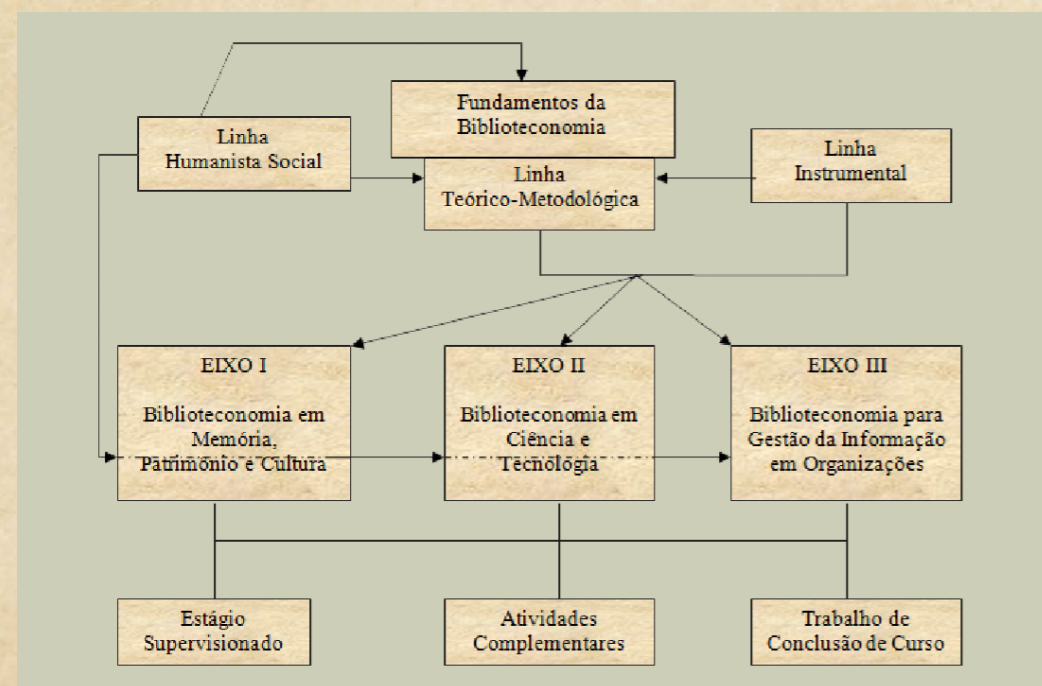 Fundamentos da
Biblioteconomia
Linha
Humanista Social
Linha
Teórico-Metodológica
Linha
Instrumental
EIXO I
Biblioteconomia em
Memória,
Patrimônio e Cultura
EIXO II
Biblioteconomia em
Ciência e
Tecnologia
EIXO III
Biblioteconomia para
Gestão da Informação
em Organizações
Estágio
Supervisionado
Atividades
Complementares
Trabalho de
Conclusão de Curso